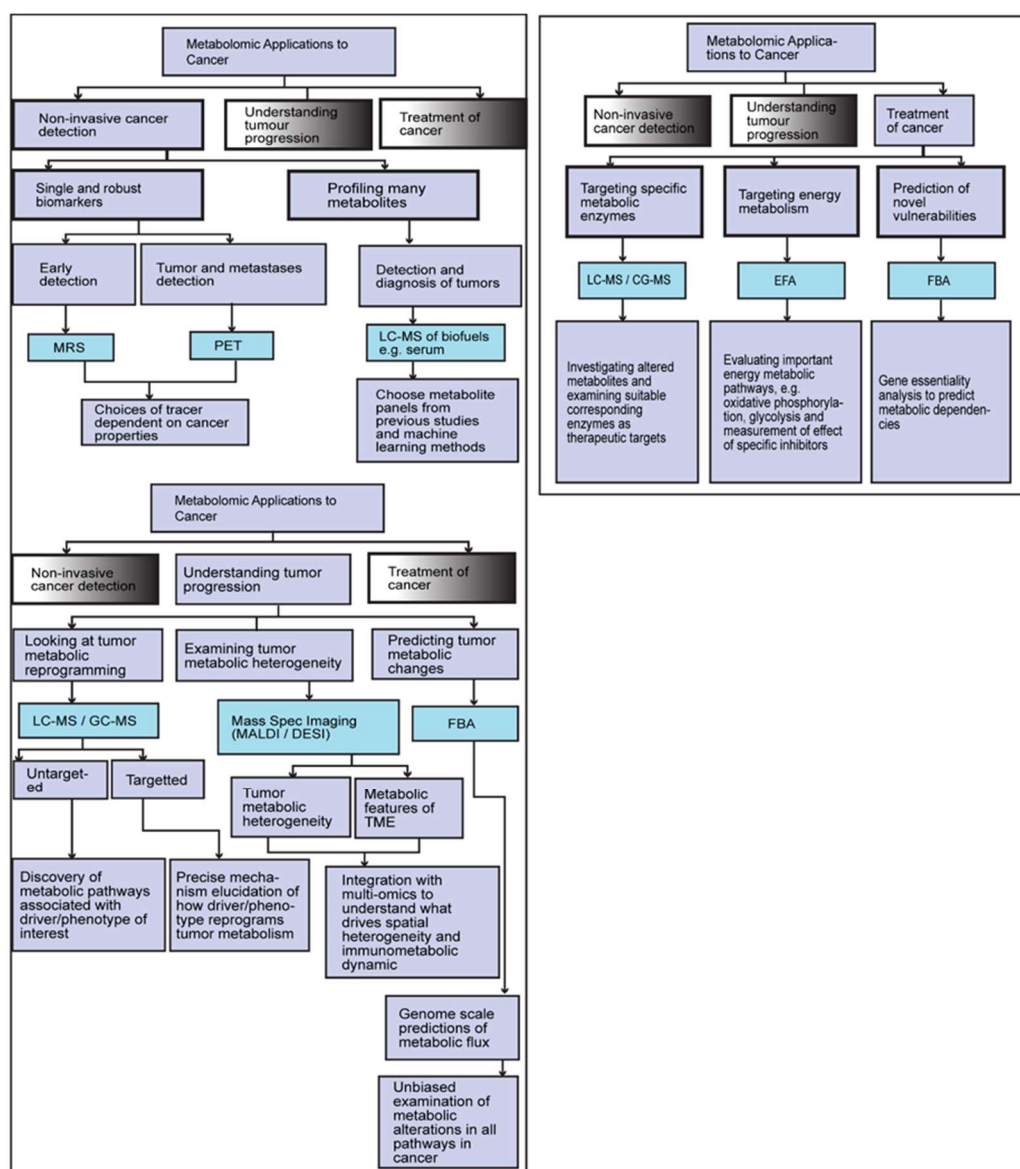 Metabolomic Applications to
Cancer
Non-invasive cancer
detection
Understanding
tumour
progression
Treatment of
cancer
Single and robust
biomarkers
Profiling many
metabolites
Early
detection
Tumor and metastases
detection
Detection and
diagnosis of tumors
MRS
PET
LC-MS of biofuels
e.g. serum
Choices of tracer
dependent on cancer
properties
Choose metabolite
panels from
previous studies
and machine
learning methods
Metabolomic Applications to
Cancer
Non-invasive
cancer detection
Understanding tumor
progression
Treatment of
cancer
Looking at tumor
metabolic
reprogramming
Examining tumor
metabolic heterogeneity
Predicting tumor
metabolic
changes
LC-MS / GC-MS
Mass Spec Imaging
(MALDI / DESI)
FBA
Untarget-
ed
Targetted
Tumor
metabolic
heterogeneity
Metabolic
features of
TME
Discovery of
metabolic pathways
associated with
driver/phenotype of
interest
Precise mecha-
nism elucidation of
how driver/pheno-
type reprograms
tumor metabolism
Integration with
multi-omics to
understand what
drives spatial
heterogeneity and
immunometabolic
dynamic
Genome scale
predictions of
metabolic flux
Unbiased
examination of
metabolic
alterations in all
pathways in
cancer
Metabolomic Applica-
tions to Cancer
Non-invasive
cancer detection
Understanding
tumour
progression
Treatment
of cancer
Targeting specific
metabolic
enzymes
Targeting energy
metabolism
Prediction of
novel
vulnerabilities
LC-MS / CG-MS
EFA
FBA
Investigating altered
metabolites and
examining suitable
corresponding
enzymes as
therapeutic targets
Evaluating important
energy metabolic
pathways, e.g.
oxidative phosphoryla-
tion, glycolysis and
measurement of effect
of specific inhibitors
Gene essentiality
analysis to predict
metabolic dependen-
cies